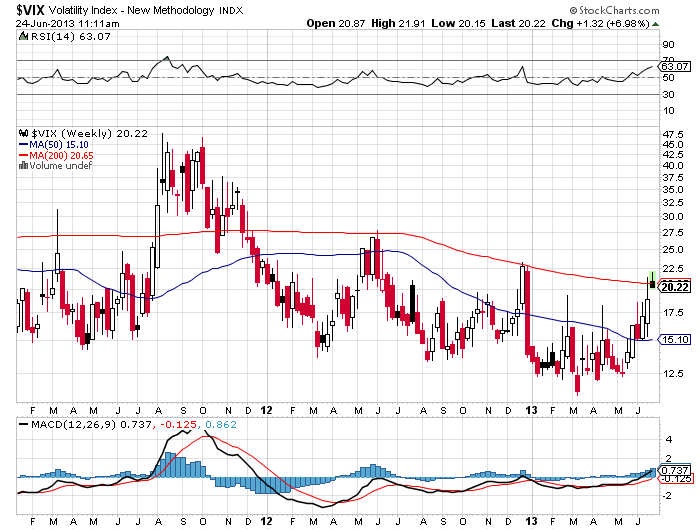 $VIX Volatility Index - New Methodology INDX © StockCharts.com
24-Jun-2013 11:11am Open 20.87 High 21.91 Low 20.15 Last 20.22 Chg +1.32 (+6.98%)
RSI(14) 63.07
90
70
63.07
50
30
10
$VIX (Weekly) 20.22
MA(50) 15.10
MA(200) 20.65
Volume undef
47.5
45.0
42.5
40.0
37.5
35.0
32.5
30.0
27.5
25.0
22.5
20.22
17.5
15.10
12.5
F M A M J J A S O N D 12 F M A M J J A S O N D 13 F M A M J
MACD(12,26,9) 0.737, -0.125, 0.862
4
2
0.737
-0.125
-2
F M A M J J A S O N D 12 F M A M J J A S O N D 13 F M A M J